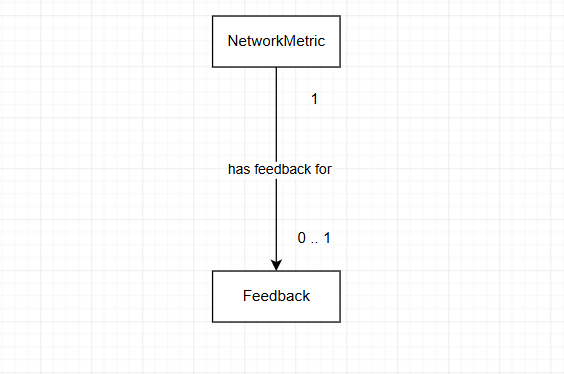 NetworkMetric
1
has feedback for
0 .. 1
Feedback